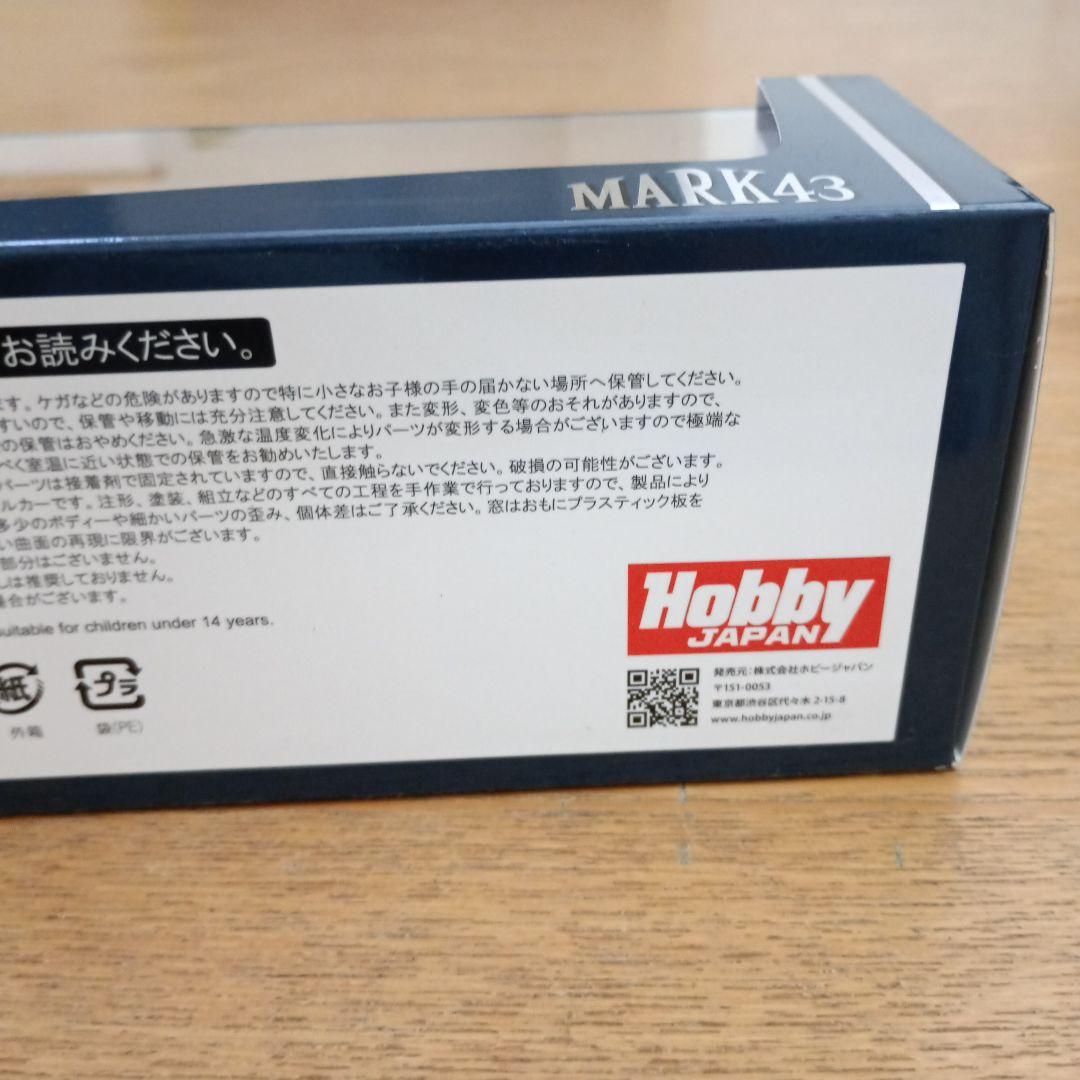 MARK43
お読みください。
ます。ケガなどの危険がありますので特に小さなお子様の手の届かない場所へ保管してください。
すいので、保管や移動には充分注意してください。また変形、変色等のおそれがありますので、
の保管はおやめください。急激な温度変化によりパーツが変形する場合がございますので極端な
べく室温に近い状態での保管をお勧めいたします。
パーツは接着剤で固定されていますので、直接触らないでください。破損の可能性がございます。
ルカーです。注形、塗装、組立などのすべての工程を手作業で行っておりますので、製品により
多少のボディーや細かいパーツの歪み、個体差はご了承ください。窓はおもにプラスティック板を
い曲面の再現に限界がございます。
部分はございません。
しは推奨しておりません。
場合がございます。
suitable for children under 14 years.
紙
プラ
外箱
袋(PE)
Hobby
JAPAN
発売元：株式会社ホビージャパン
〒151-0053
東京都渋谷区代々木2-15-8
www.hobbyjapan.co.jp